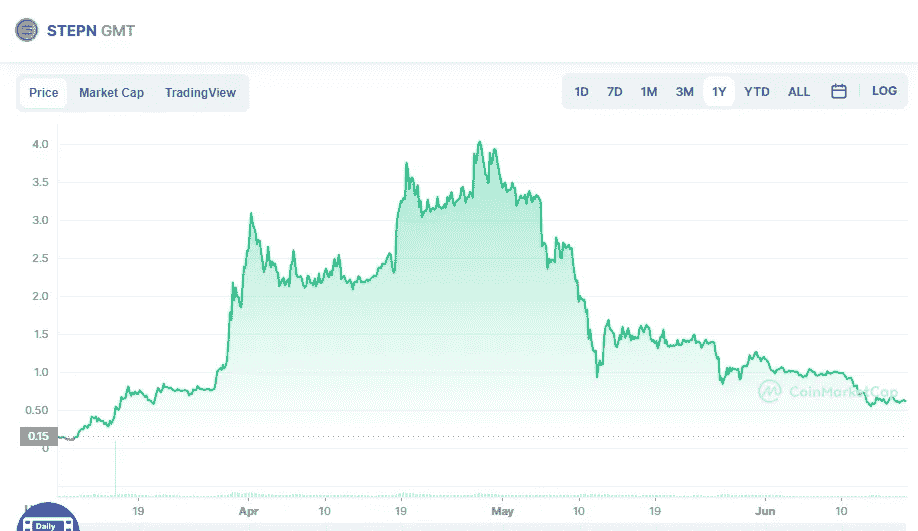 STEPN GMT
Price Market Cap TradingView
1D 7D 1M 3M 1Y YTD ALL LOG
4.0
3.5
3.0
2.5
2.0
1.5
1.0
CoinMarketCap
0.50
0.15
0
19 Apr 10 19 May 10 19 Jun 10
Daily